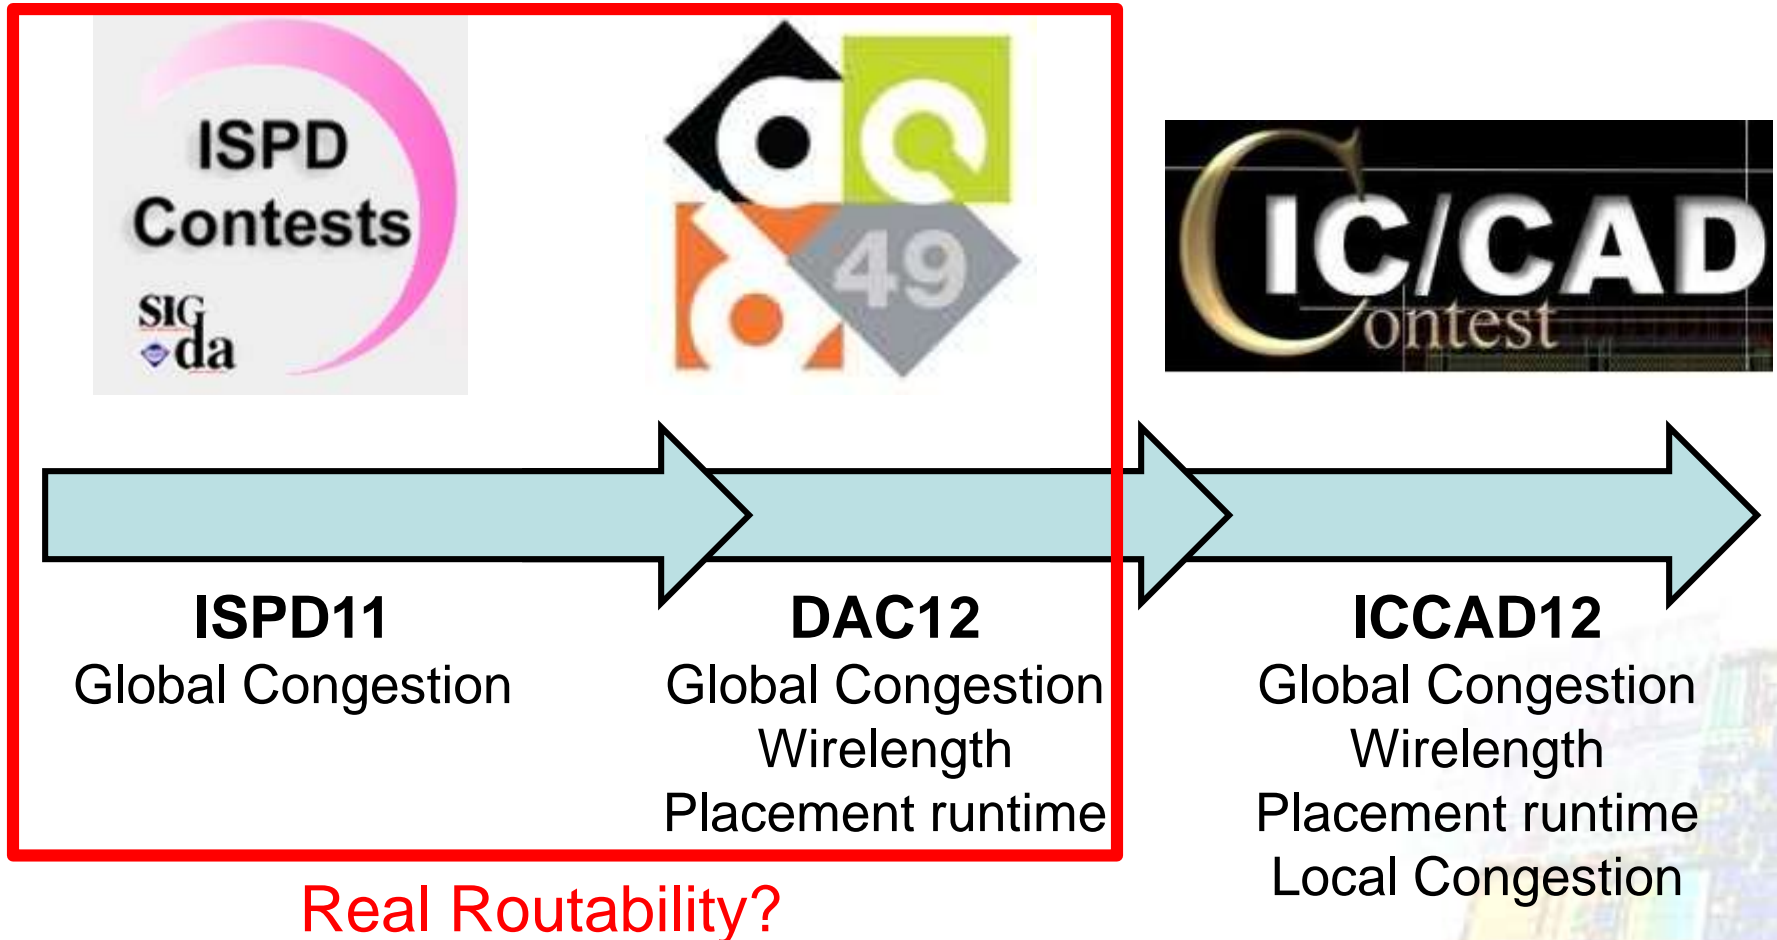 ISPD
Contests
SIG
da
49
IC/CAD
Contest
ISPD11
Global Congestion
DAC12
Global Congestion
Wirelength
Placement runtime
ICCAD12
Global Congestion
Wirelength
Placement runtime
Local Congestion
Real Routability?